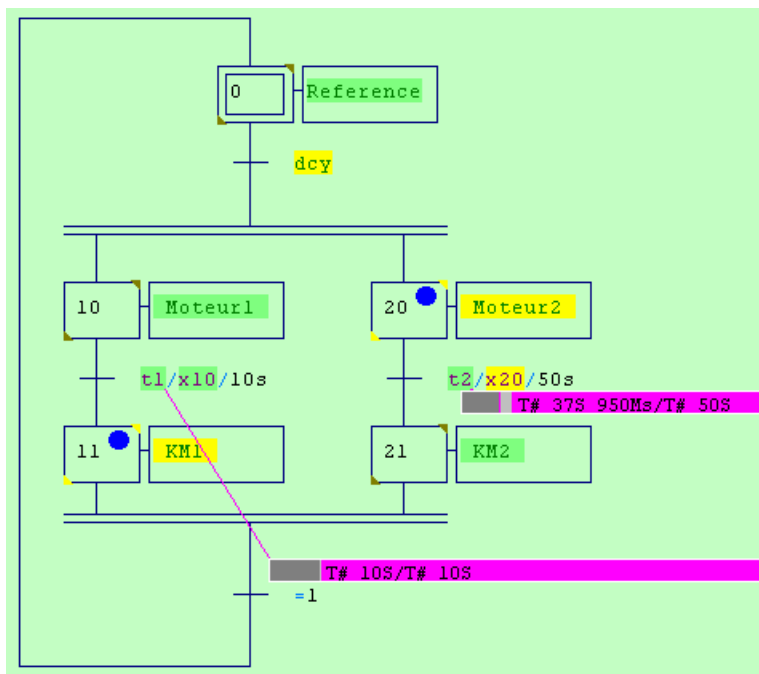 0 Reference
dcy
10 Moteur1 20 Moteur2
t1/x10/10s t2/x20/50s
T# 37S 950Ms/T# 50S
11 KM1 21 KM2
T# 10S/T# 10S
=1